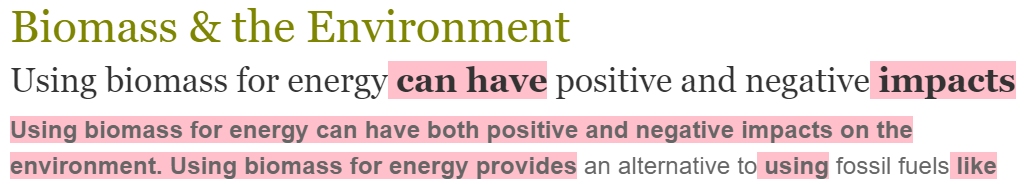 Biomass & the Environment
Using biomass for energy can have positive and negative impacts
Using biomass for energy can have both positive and negative impacts on the
environment. Using biomass for energy provides an alternative to using fossil fuels like